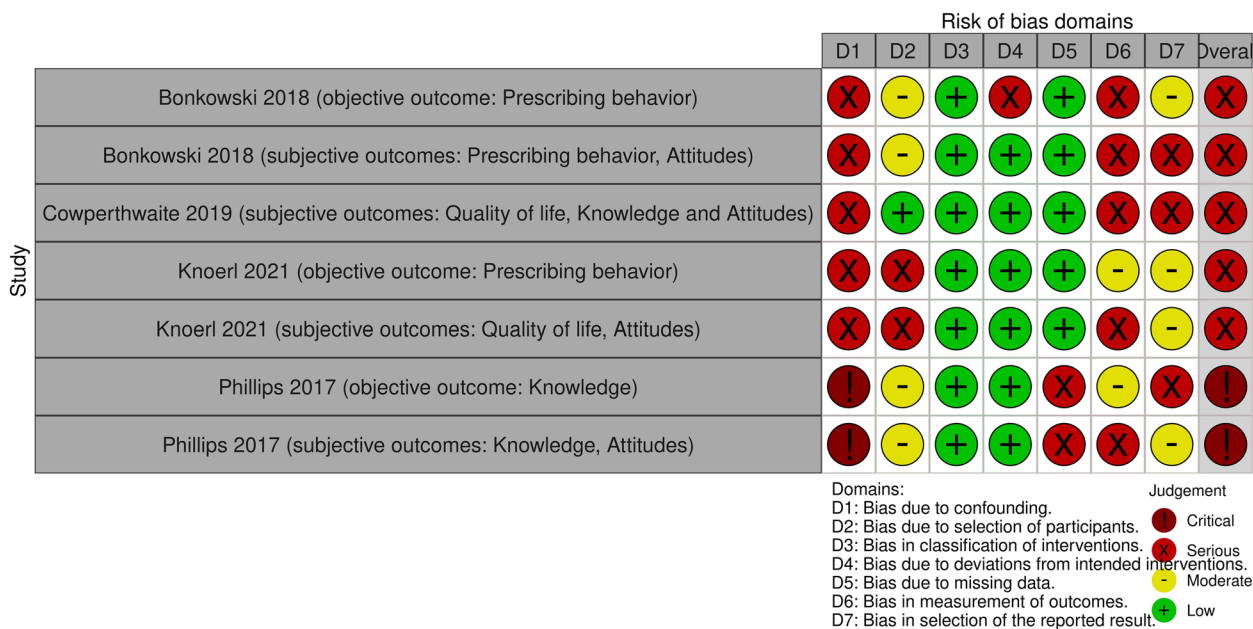 Risk of bias domains
D1 D2 D3 D4 D5 D6 D7 Overal
Study
Bonkowski 2018 (objective outcome: Prescribing behavior) X - + X + X - X
Bonkowski 2018 (subjective outcomes: Prescribing behavior, Attitudes) X - + + + X X X
Cowperthwaite 2019 (subjective outcomes: Quality of life, Knowledge and Attitudes) X + + + + X X X
Knoerl 2021 (objective outcome: Prescribing behavior) X X + + + - - X
Knoerl 2021 (subjective outcomes: Quality of life, Attitudes) X X + + + X - X
Phillips 2017 (objective outcome: Knowledge) ! - + + X - X !
Phillips 2017 (subjective outcomes: Knowledge, Attitudes) ! - + + X X - !
Domains:
D1: Bias due to confounding.
D2: Bias due to selection of participants.
D3: Bias in classification of interventions.
D4: Bias due to deviations from intended interventions.
D5: Bias due to missing data.
D6: Bias in measurement of outcomes.
D7: Bias in selection of the reported result.
Judgement
! Critical
X Serious
- Moderate
+ Low